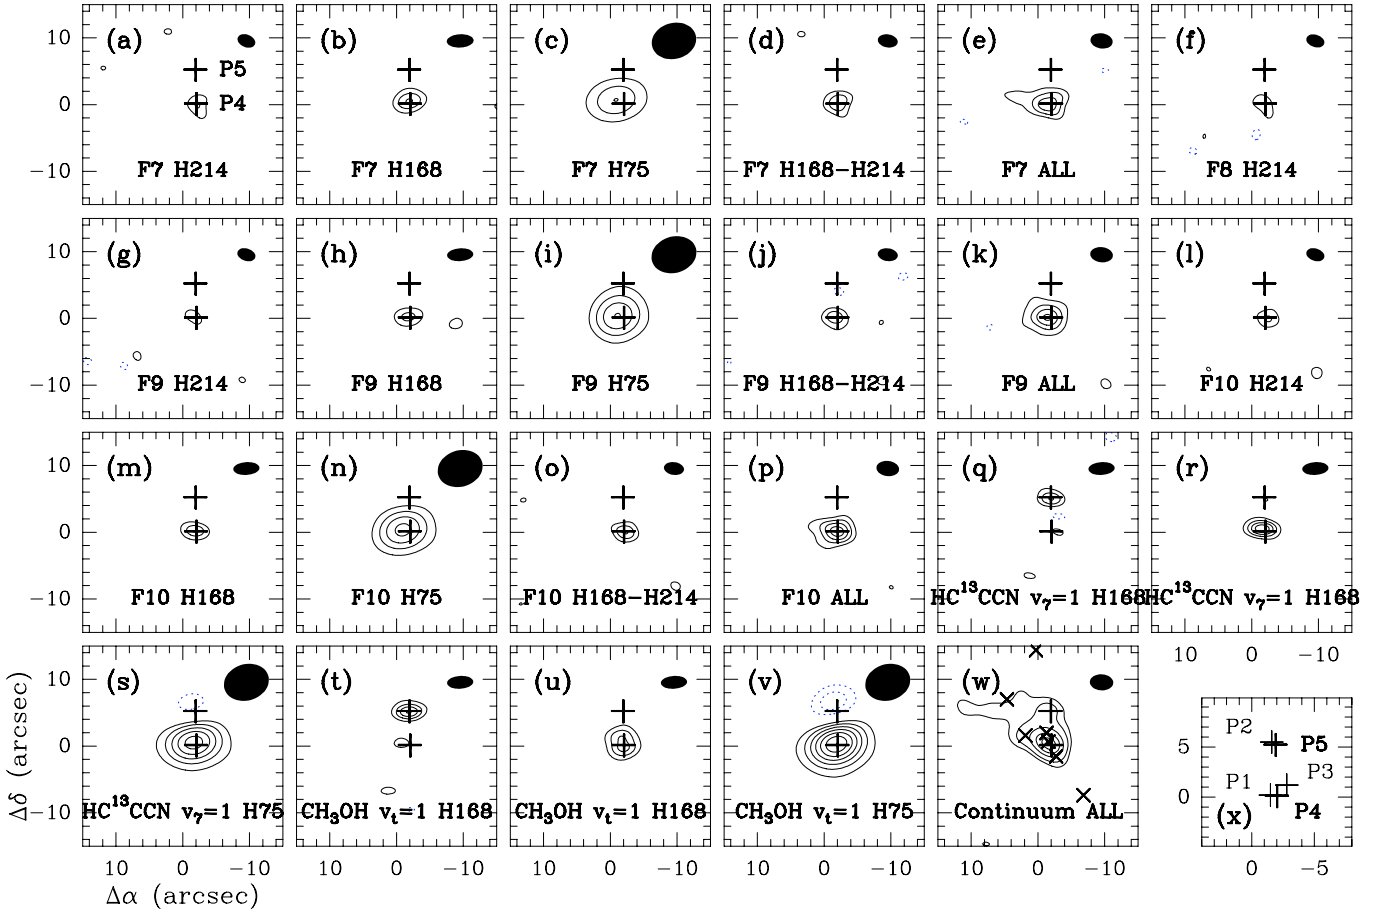 (a) (b) (c) (d) (e) (f)
P5
P4
10
0
−10
F7 H214 F7 H168 F7 H75 F7 H168−H214 F7 ALL F8 H214
(g) (h) (i) (j) (k) (l)
10
0
−10
F9 H214 F9 H168 F9 H75 F9 H168−H214 F9 ALL F10 H214
(m) (n) (o) (p) (q) (r)
10
0
−10
F10 H168 F10 H75 F10 H168−H214 F10 ALL HC¹³CCN v₇=1 H168 HC¹³CCN v₇=1 H168
10 0 −10
(s) (t) (u) (v) (w)
10
0
−10
HC¹³CCN v₇=1 H75 CH₃OH vₜ=1 H168 CH₃OH vₜ=1 H168 CH₃OH vₜ=1 H75 Continuum ALL
P2 P5
P1 P3
P4
(x)
5
0
10 0 −10 10 0 −10 10 0 −10 10 0 −10 10 0 −10 0 −5
Δδ (arcsec)
Δα (arcsec)